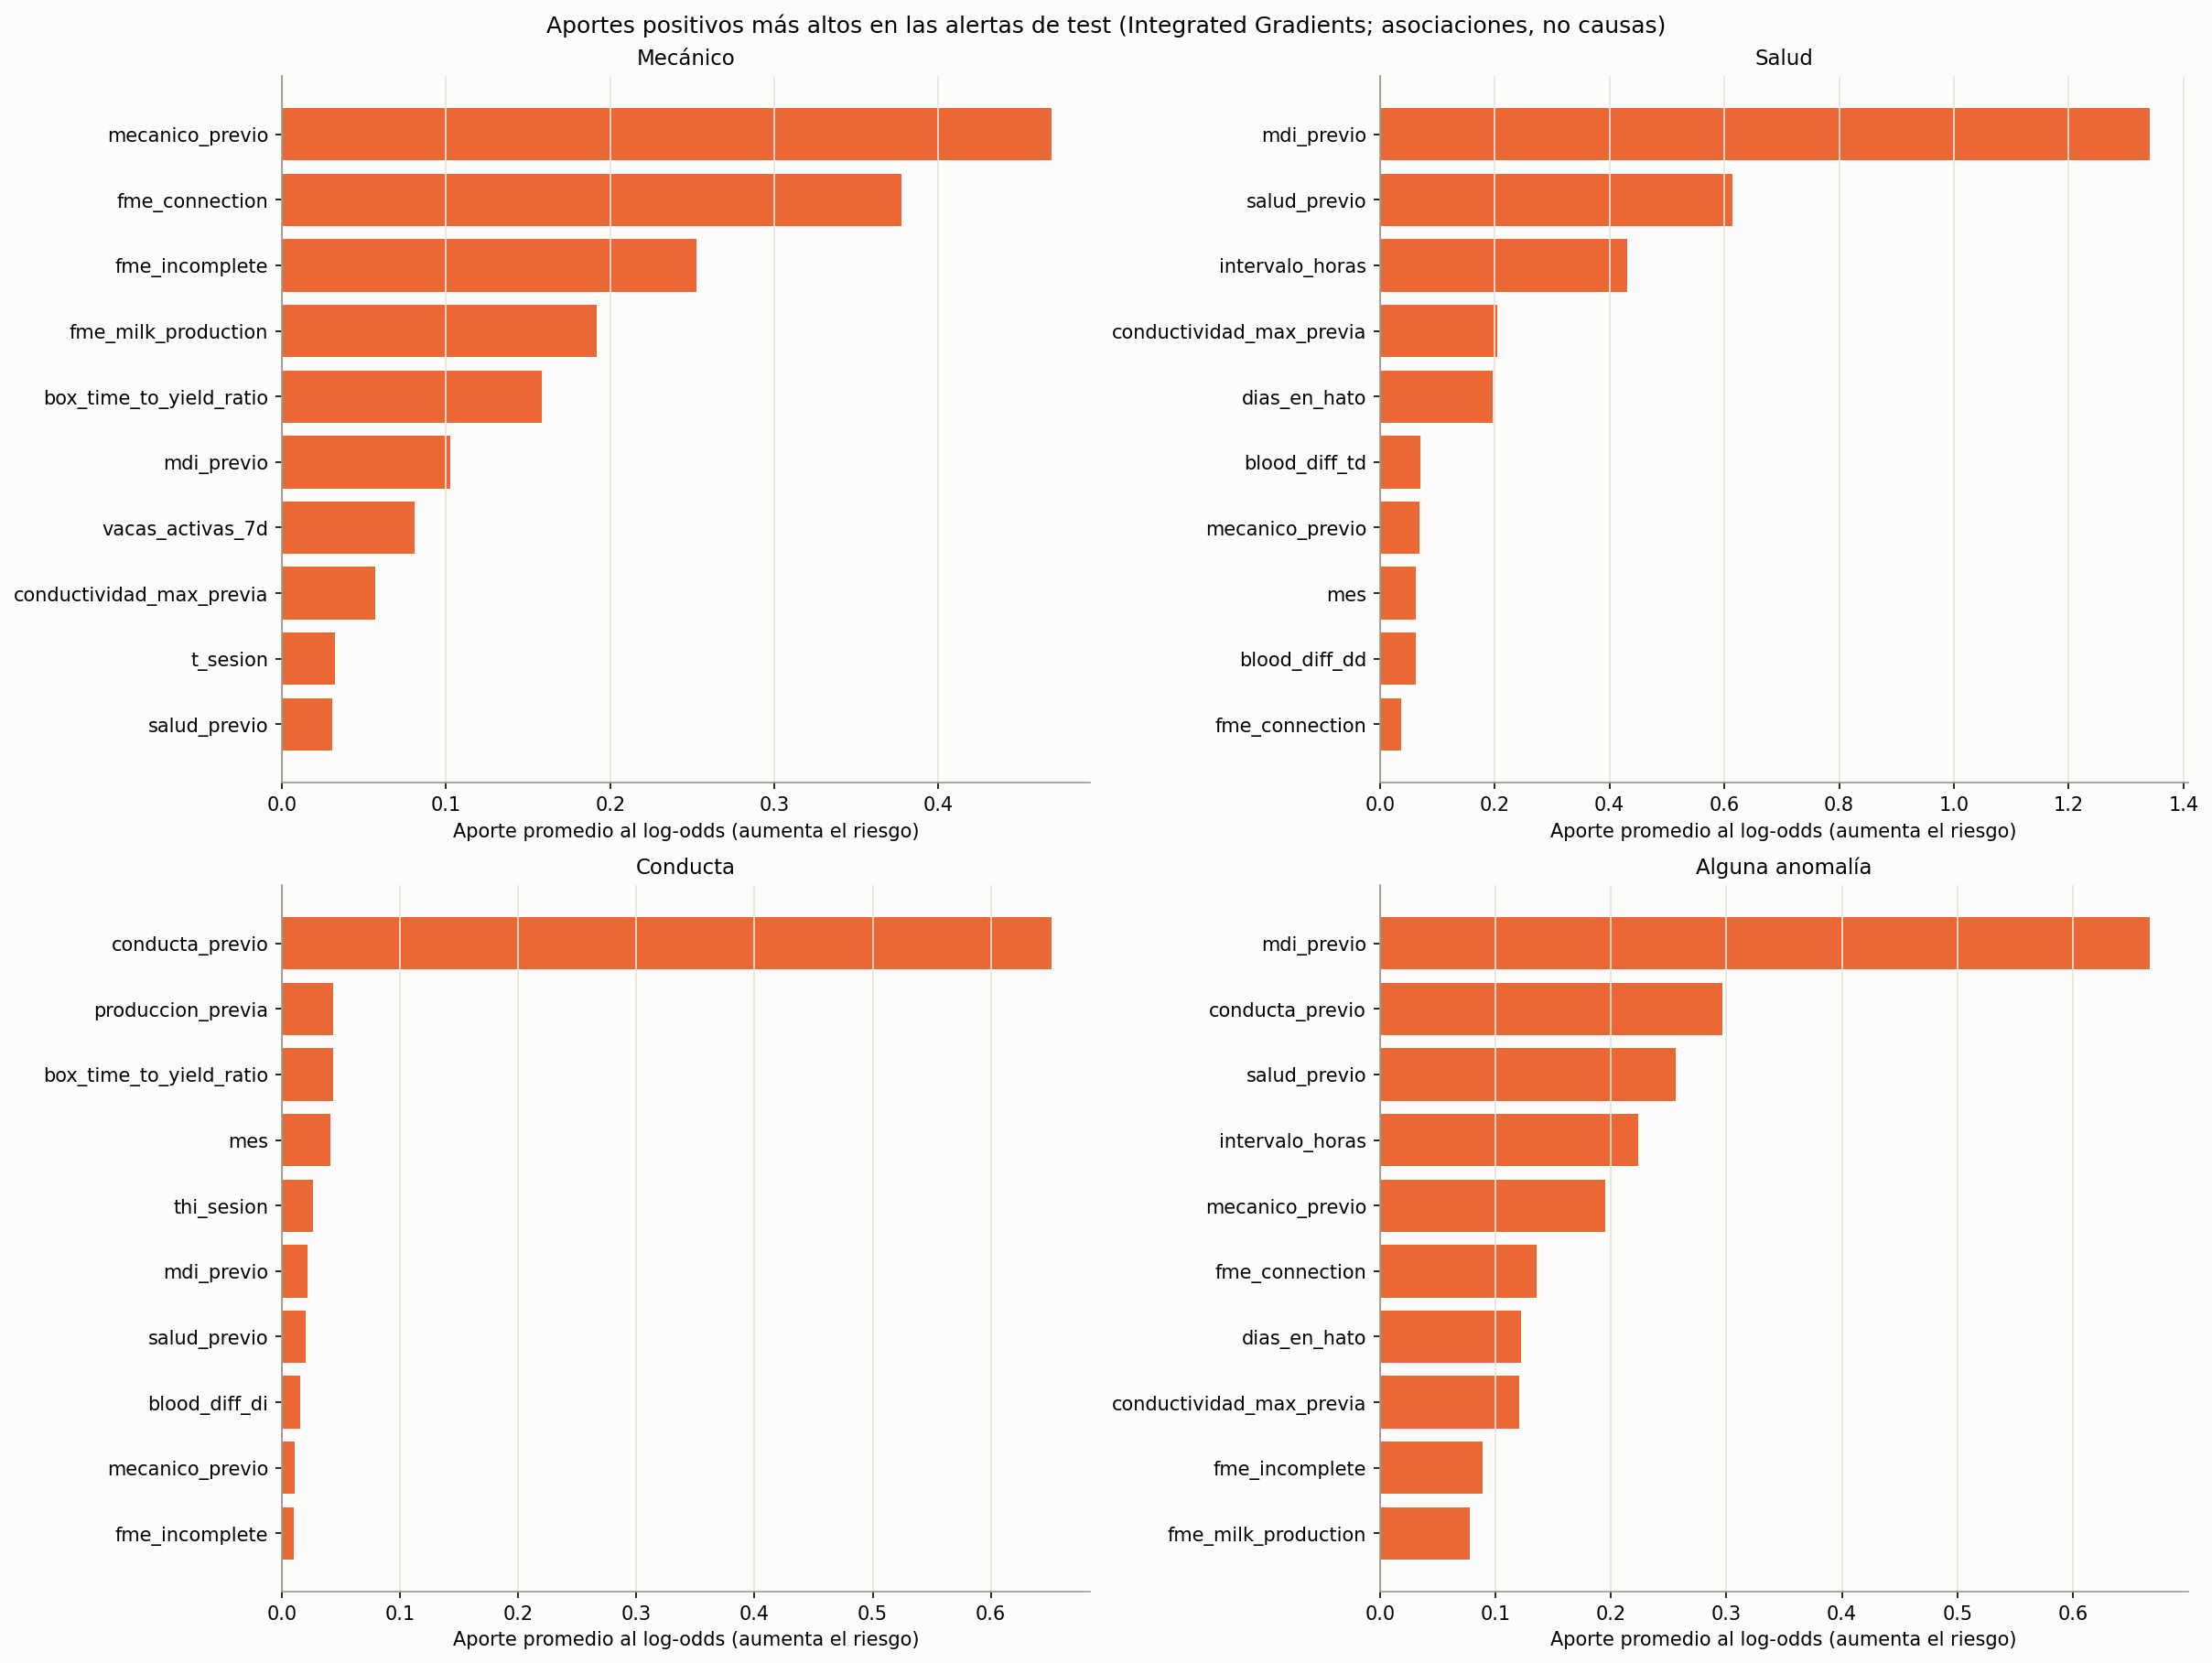 Aportes positivos más altos en las alertas de test (Integrated Gradients; asociaciones, no causas)
Mecánico
mecanico_previo
fme_connection
fme_incomplete
fme_milk_production
box_time_to_yield_ratio
mdi_previo
vacas_activas_7d
conductividad_max_previa
t_sesion
salud_previo
0.0 0.1 0.2 0.3 0.4
Aporte promedio al log-odds (aumenta el riesgo)
Salud
mdi_previo
salud_previo
intervalo_horas
conductividad_max_previa
dias_en_hato
blood_diff_td
mecanico_previo
mes
blood_diff_dd
fme_connection
0.0 0.2 0.4 0.6 0.8 1.0 1.2 1.4
Aporte promedio al log-odds (aumenta el riesgo)
Conducta
conducta_previo
produccion_previa
box_time_to_yield_ratio
mes
thi_sesion
mdi_previo
salud_previo
blood_diff_di
mecanico_previo
fme_incomplete
0.0 0.1 0.2 0.3 0.4 0.5 0.6
Aporte promedio al log-odds (aumenta el riesgo)
Alguna anomalía
mdi_previo
conducta_previo
salud_previo
intervalo_horas
mecanico_previo
fme_connection
dias_en_hato
conductividad_max_previa
fme_incomplete
fme_milk_production
0.0 0.1 0.2 0.3 0.4 0.5 0.6
Aporte promedio al log-odds (aumenta el riesgo)